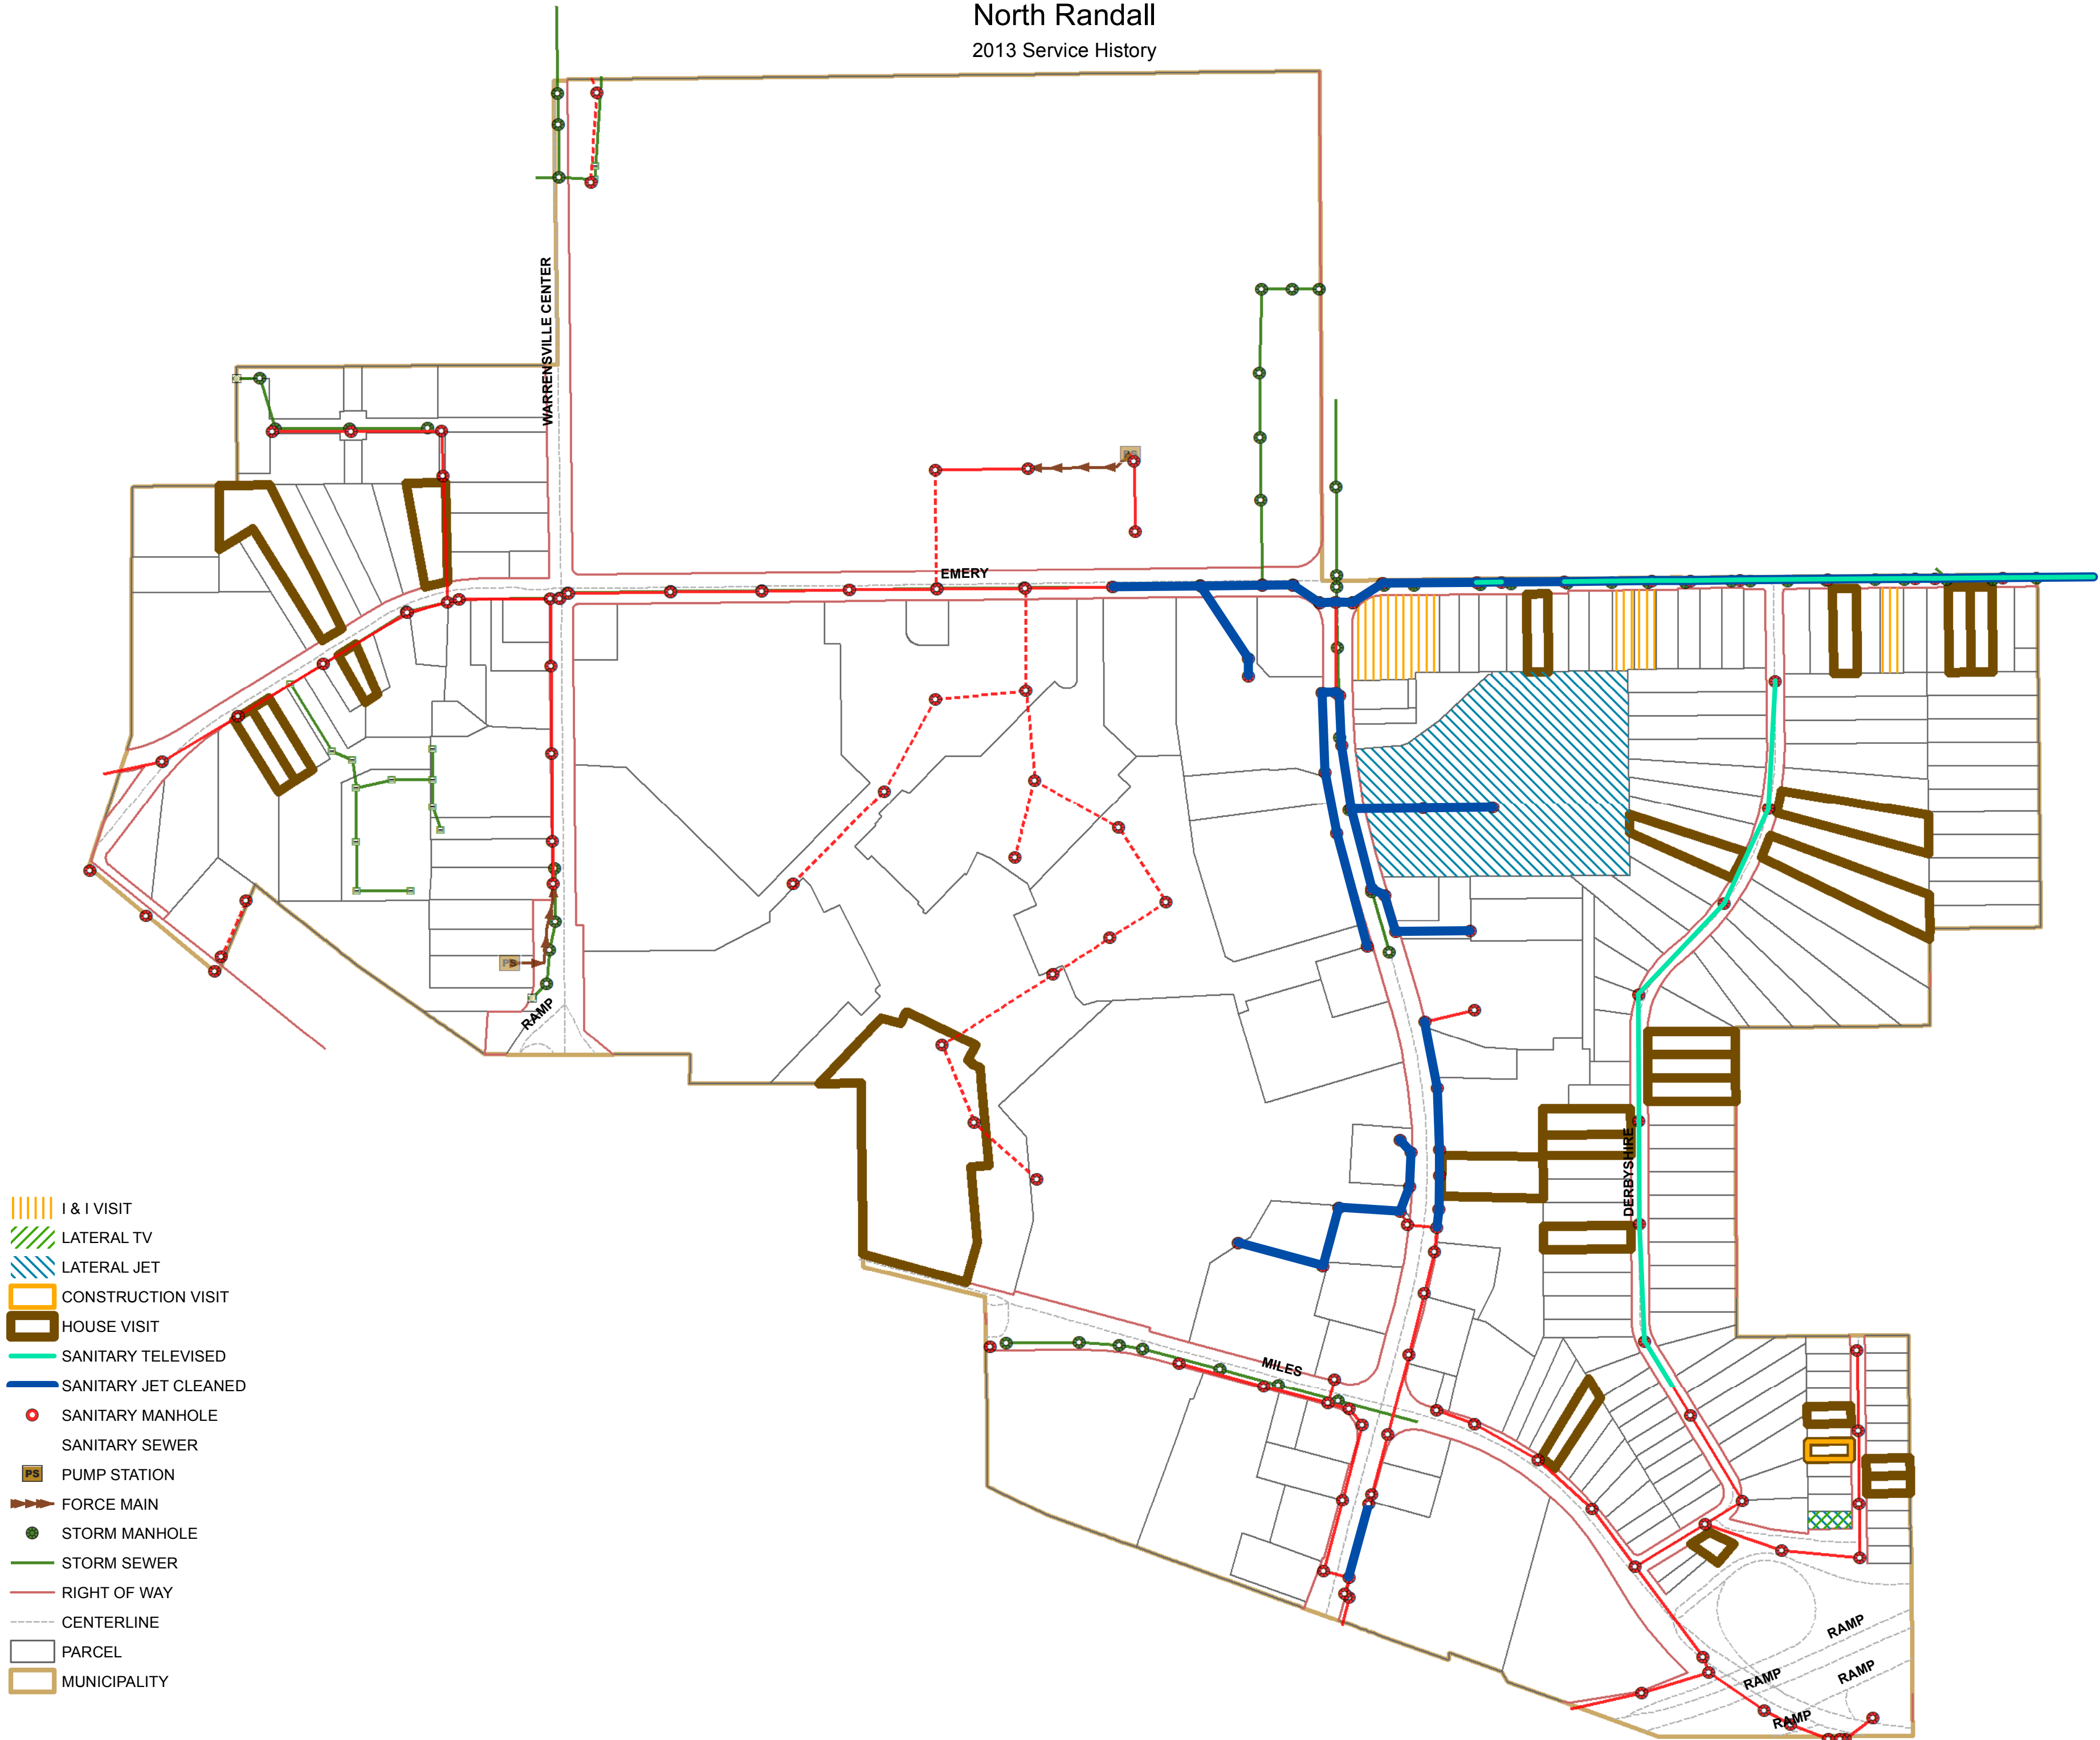 North Randall
2013 Service History
WARRENSVILLE CENTER
PS
EMERY
PS
RAMP
DERBYSHIRE
MILES
RAMP
RAMP
RAMP
RAMP
I & I VISIT
LATERAL TV
LATERAL JET
CONSTRUCTION VISIT
HOUSE VISIT
SANITARY TELEVISED
SANITARY JET CLEANED
SANITARY MANHOLE
SANITARY SEWER
PS PUMP STATION
FORCE MAIN
STORM MANHOLE
STORM SEWER
RIGHT OF WAY
CENTERLINE
PARCEL
MUNICIPALITY